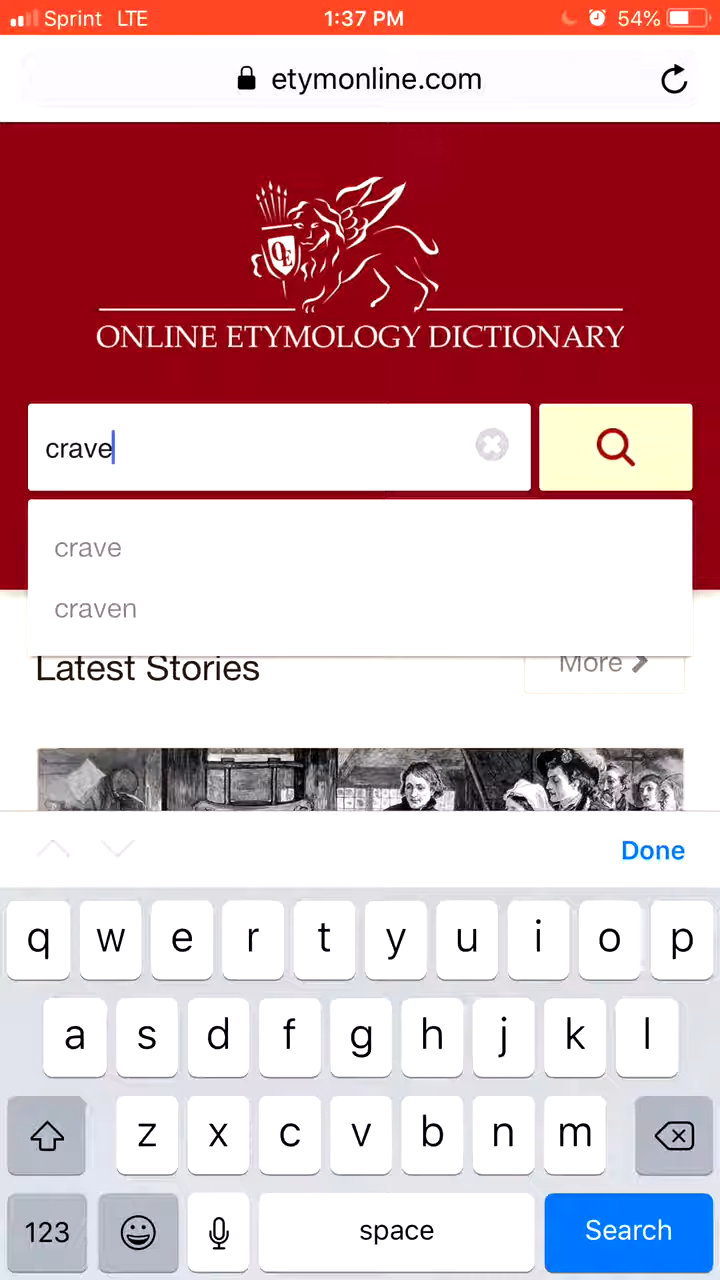 Sprint LTE 1:37 PM 54%
etymonline.com
OE
ONLINE ETYMOLOGY DICTIONARY
crave
crave
craven
Latest Stories More
Done
q w e r t y u i o p
a s d f g h j k l
z x c v b n m
123 space Search